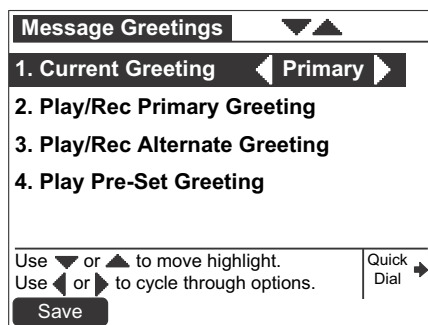 Message Greetings
1. Current Greeting Primary
2. Play/Rec Primary Greeting
3. Play/Rec Alternate Greeting
4. Play Pre-Set Greeting
Use ▼ or ▲ to move highlight.
Use ◀ or ▶ to cycle through options.
Quick
Dial
Save